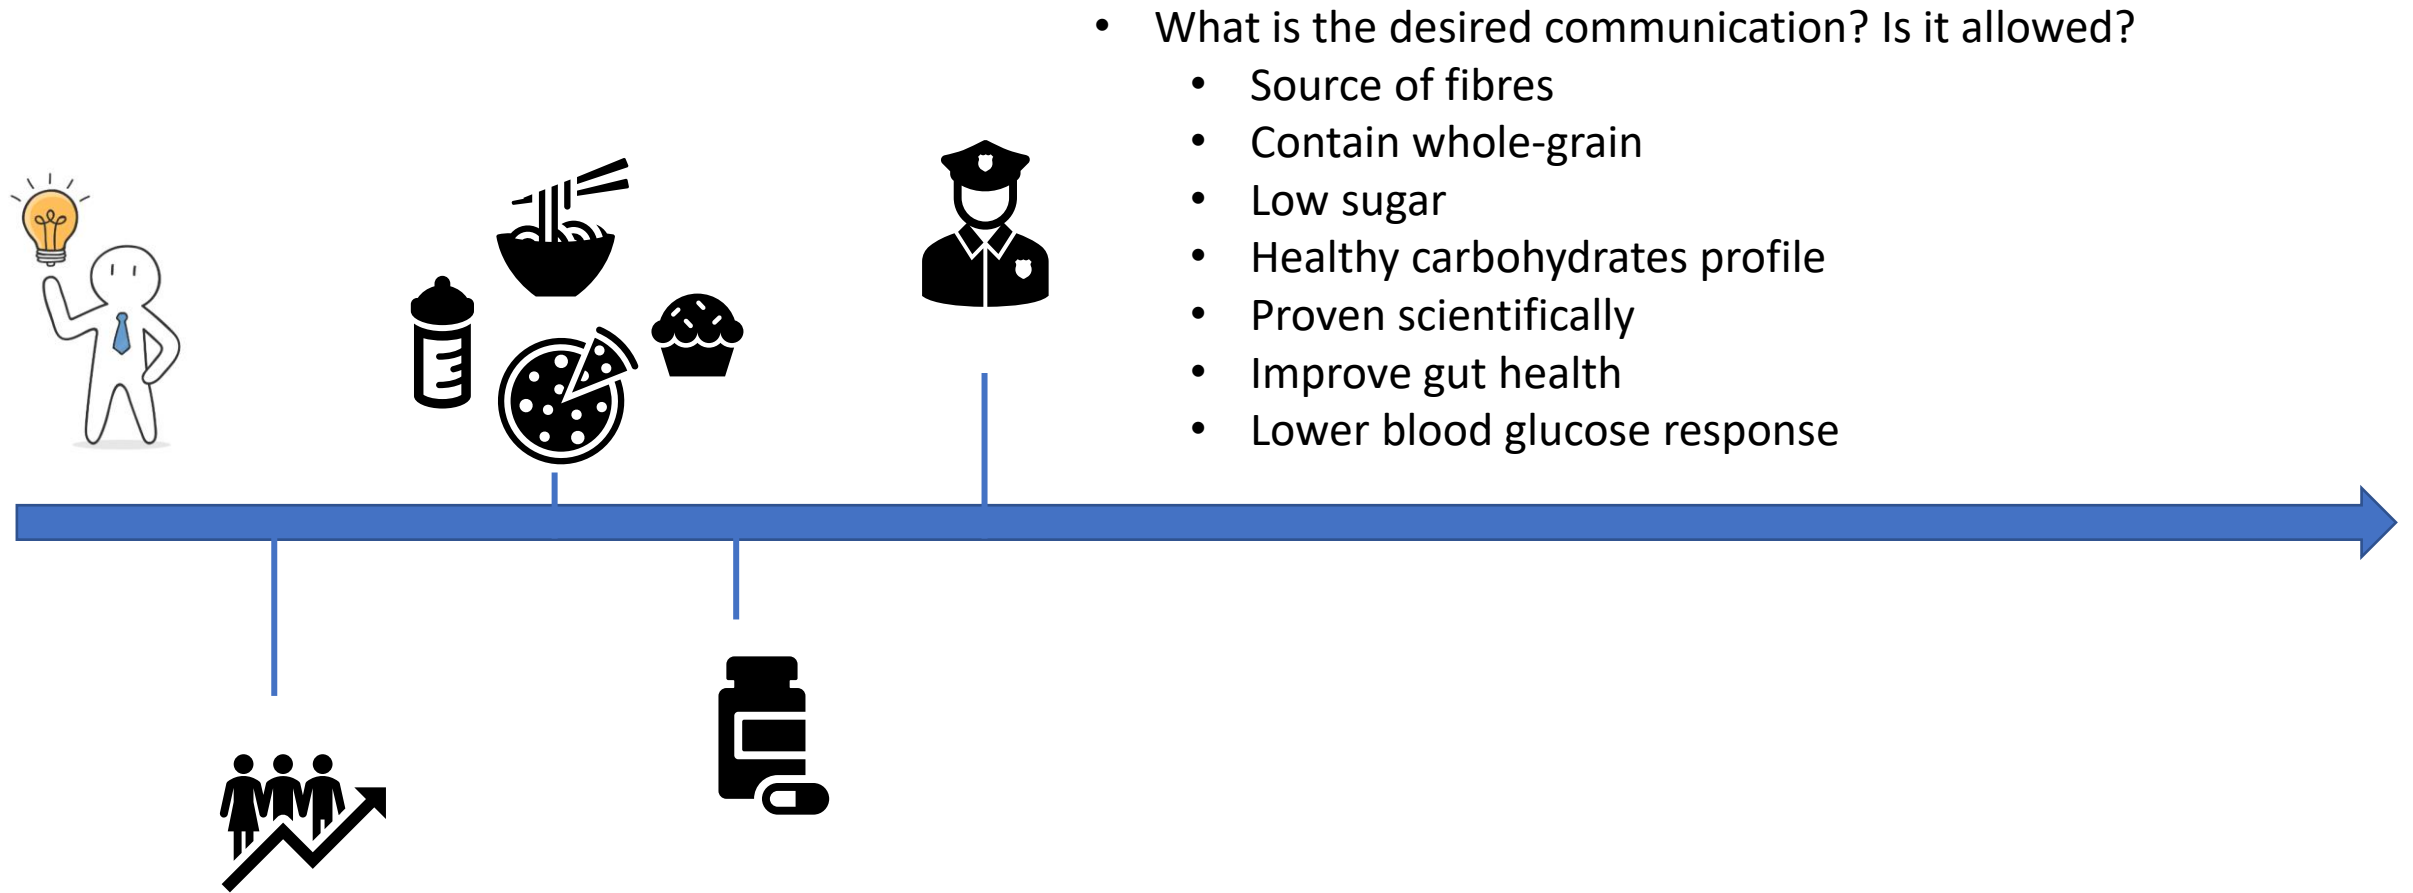 • What is the desired communication? Is it allowed?
• Source of fibres
• Contain whole-grain
• Low sugar
• Healthy carbohydrates profile
• Proven scientifically
• Improve gut health
• Lower blood glucose response